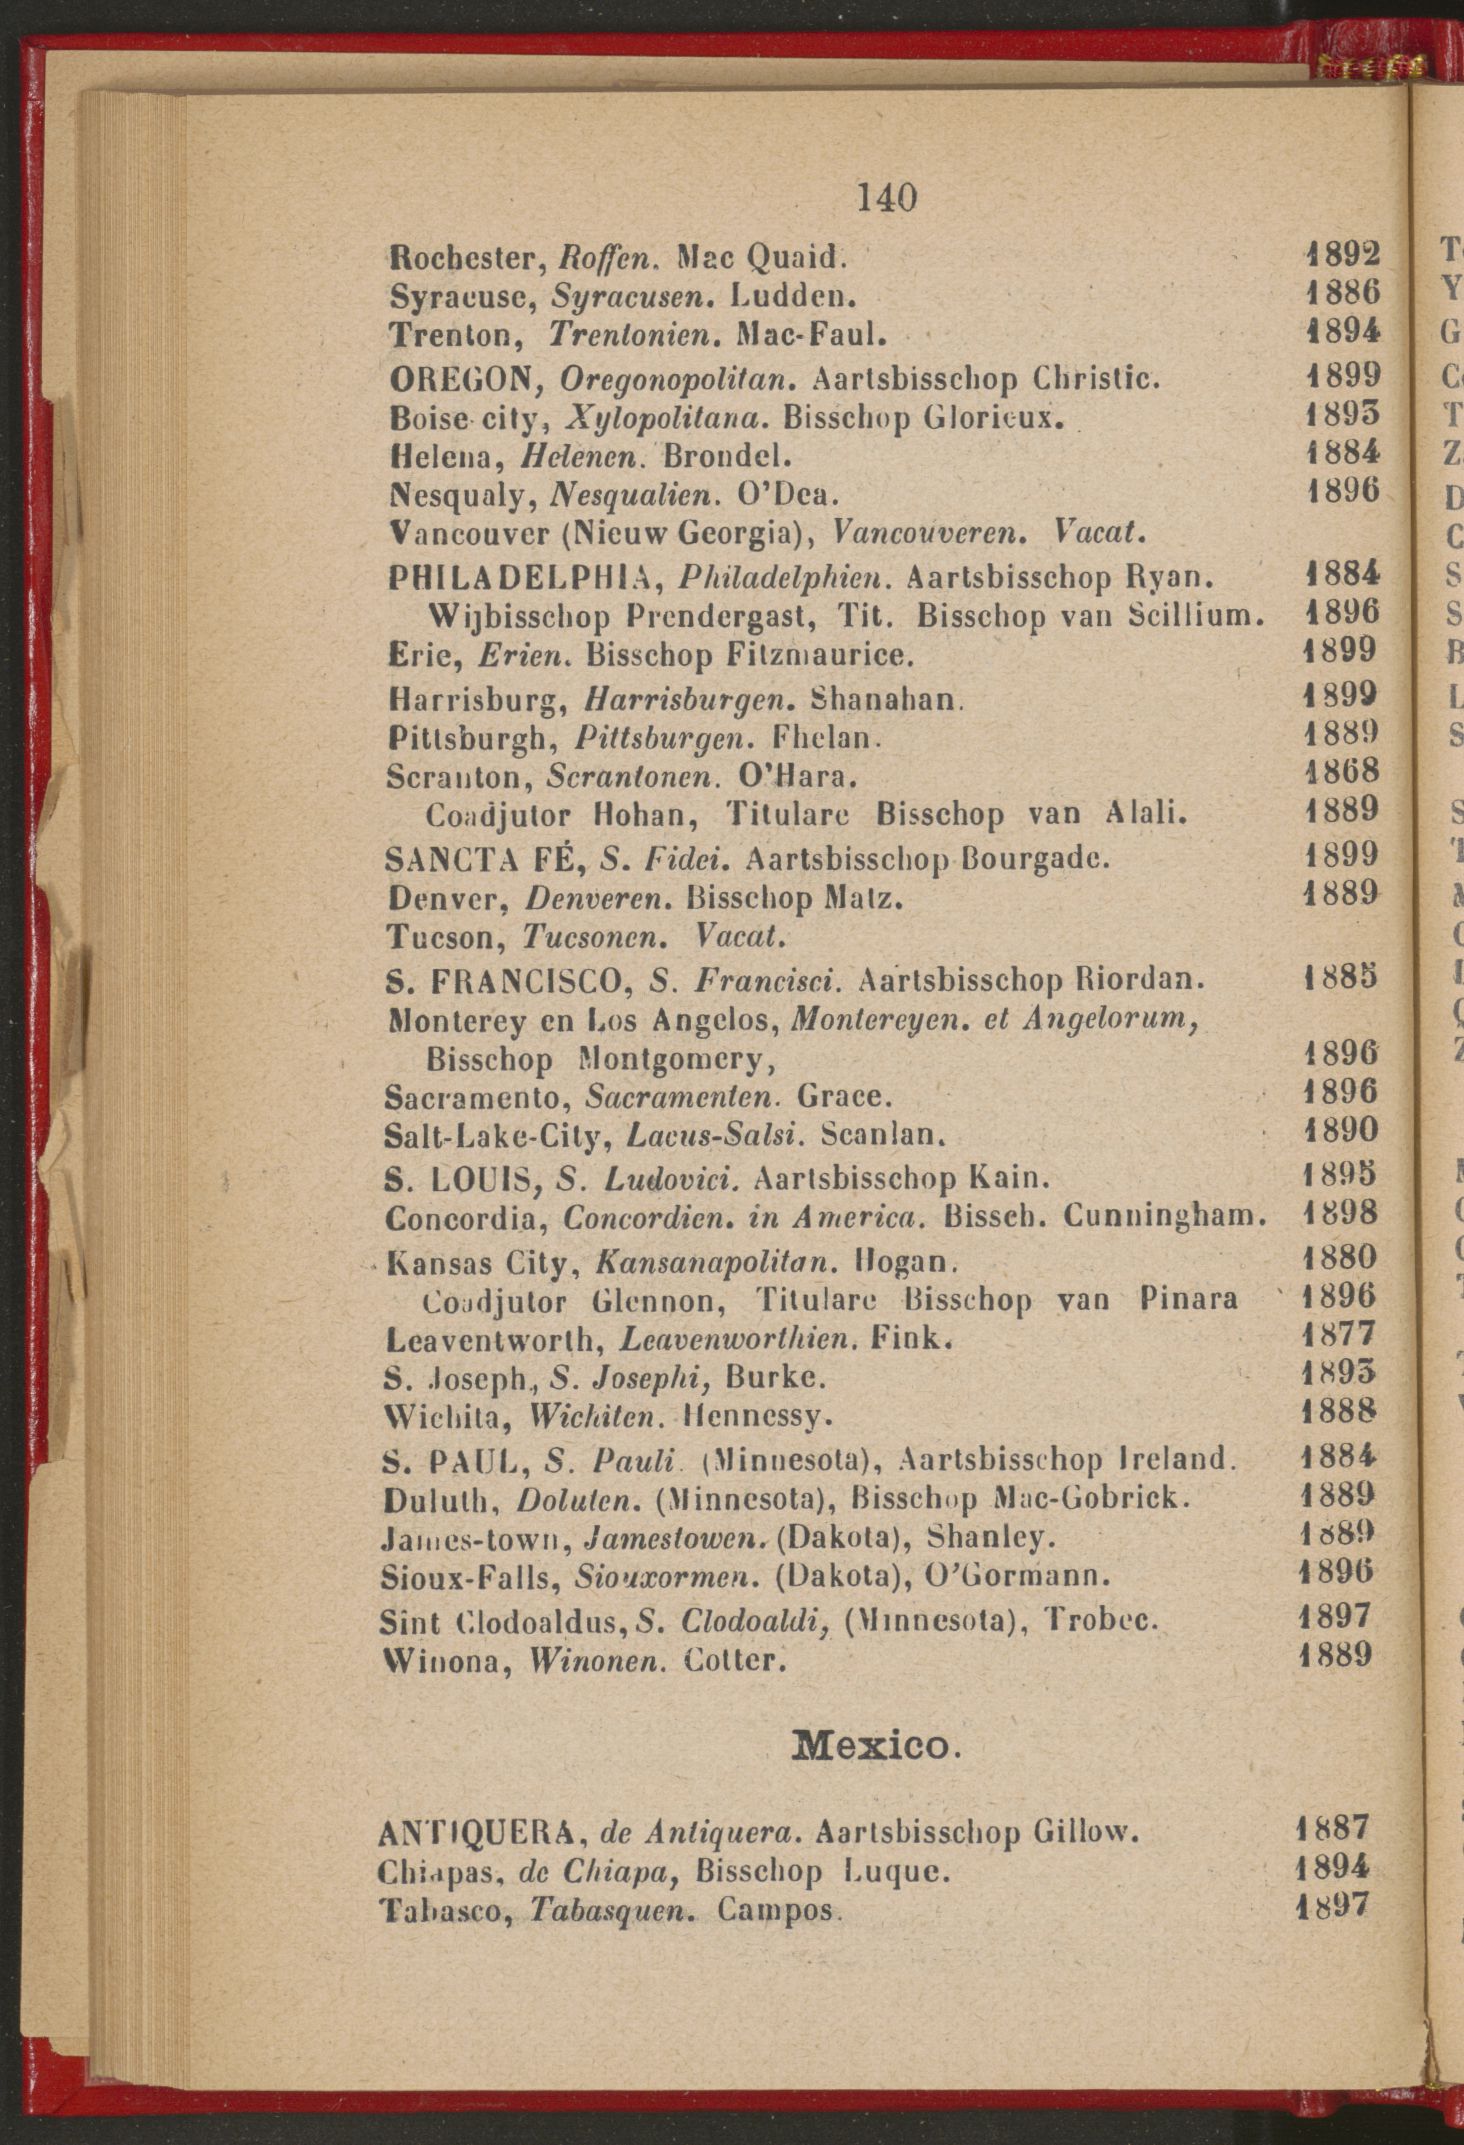 140
Rochester, Roffen. Mac Quaid. 1892
Syracuse, Syracusen. Ludden. 1886
Trenton, Trentonien. Mac-Faul. 1894
OREGON, Oregonopolitan. Aartsbisschop Christie. 1899
Boise city, Xylopolitana. Bisschop Glorieux. 1893
Helena, Helenen. Brondel. 1884
Nesqualy, Nesqualien. O'Dea. 1896
Vancouver (Nieuw Georgia), Vancouveren. Vacat.
PHILADELPHIA, Philadelphien. Aartsbisschop Ryan. 1884
Wijbisschop Prendergast, Tit. Bisschop van Scillium. 1896
Erie, Erien. Bisschop Fitzmaurice. 1899
Harrisburg, Harrisburgen. Shanahan. 1899
Pittsburgh, Pittsburgen. Fhelan. 1889
Scranton, Scrantonen. O'Hara. 1868
Coadjutor Hohan, Titulare Bisschop van Alali. 1889
SANCTA FÉ, S. Fidei. Aartsbisschop Bourgade. 1899
Denver, Denveren. Bisschop Matz. 1889
Tucson, Tucsonen. Vacat.
S. FRANCISCO, S. Francisci. Aartsbisschop Riordan. 1885
Monterey en Los Angelos, Montereyen. et Angelorum,
Bisschop Montgomery, 1896
Sacramento, Sacramenten. Grace. 1896
Salt-Lake-City, Lacus-Salsi. Scanlan. 1890
S. LOUIS, S. Ludovici. Aartsbisschop Kain. 1895
Concordia, Concordien. in America. Bissch. Cunningham. 1898
Kansas City, Kansanapolitan. Hogan. 1880
Coadjutor Glennon, Titulare Bisschop van Pinara 1896
Leaventworth, Leavenworthien. Fink. 1877
S. Joseph, S. Josephi, Burke. 1893
Wichita, Wichiten. Hennessy. 1888
S. PAUL, S. Pauli. (Minnesota), Aartsbisschop Ireland. 1884
Duluth, Doluten. (Minnesota), Bisschop Mac-Gobrick. 1889
James-town, Jamestowen. (Dakota), Shanley. 1889
Sioux-Falls, Siouxormen. (Dakota), O'Gormann. 1896
Sint Clodoaldus, S. Clodoaldi, (Minnesota), Trobec. 1897
Winona, Winonen. Cotter. 1889
Mexico.
ANTIQUERA, de Antiquera. Aartsbisschop Gillow. 1887
Chiapas, de Chiapa, Bisschop Luque. 1894
Tabasco, Tabasquen. Campos. 1897